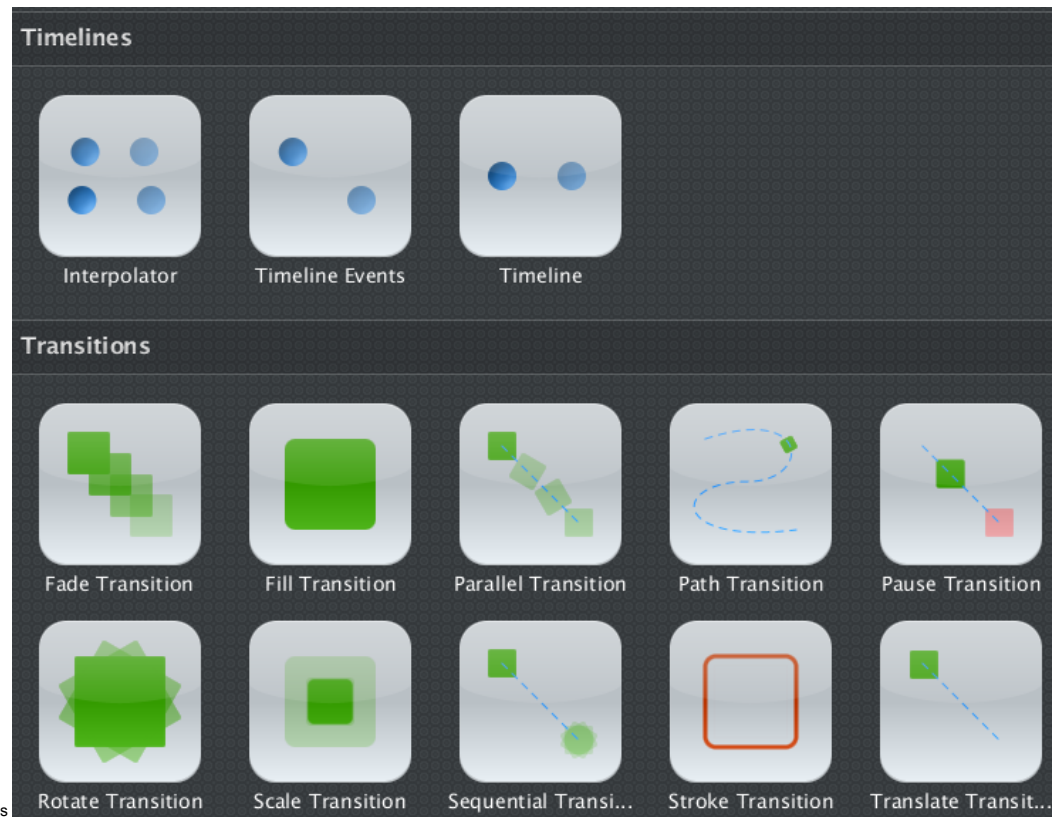 Timelines
Interpolator
Timeline Events
Timeline
Transitions
Fade Transition
Fill Transition
Parallel Transition
Path Transition
Pause Transition
Rotate Transition
Scale Transition
Sequential Transi...
Stroke Transition
Translate Transit...
s